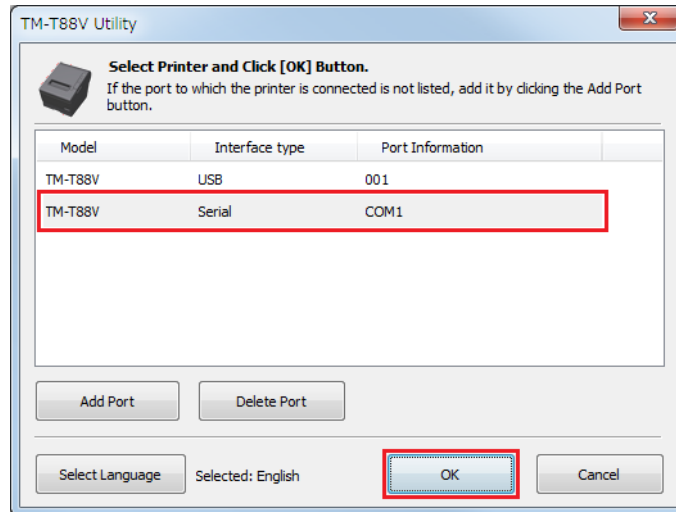 TM-T88V Utility
x
Select Printer and Click [OK] Button.
If the port to which the printer is connected is not listed, add it by clicking the Add Port
button.
Model Interface type Port Information
TM-T88V USB 001
TM-T88V Serial COM1
Add Port Delete Port
Select Language Selected: English OK Cancel